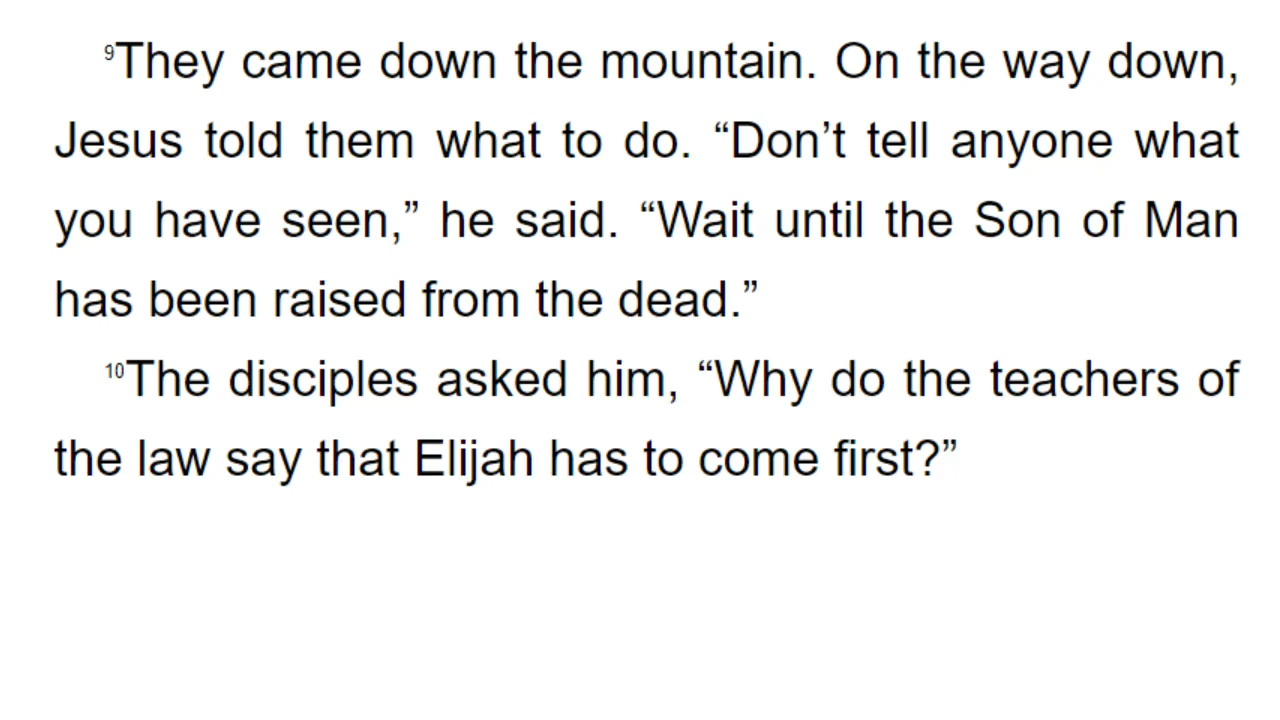 ⁹They came down the mountain. On the way down,
Jesus told them what to do. “Don’t tell anyone what
you have seen,” he said. “Wait until the Son of Man
has been raised from the dead.”
¹⁰The disciples asked him, “Why do the teachers of
the law say that Elijah has to come first?”